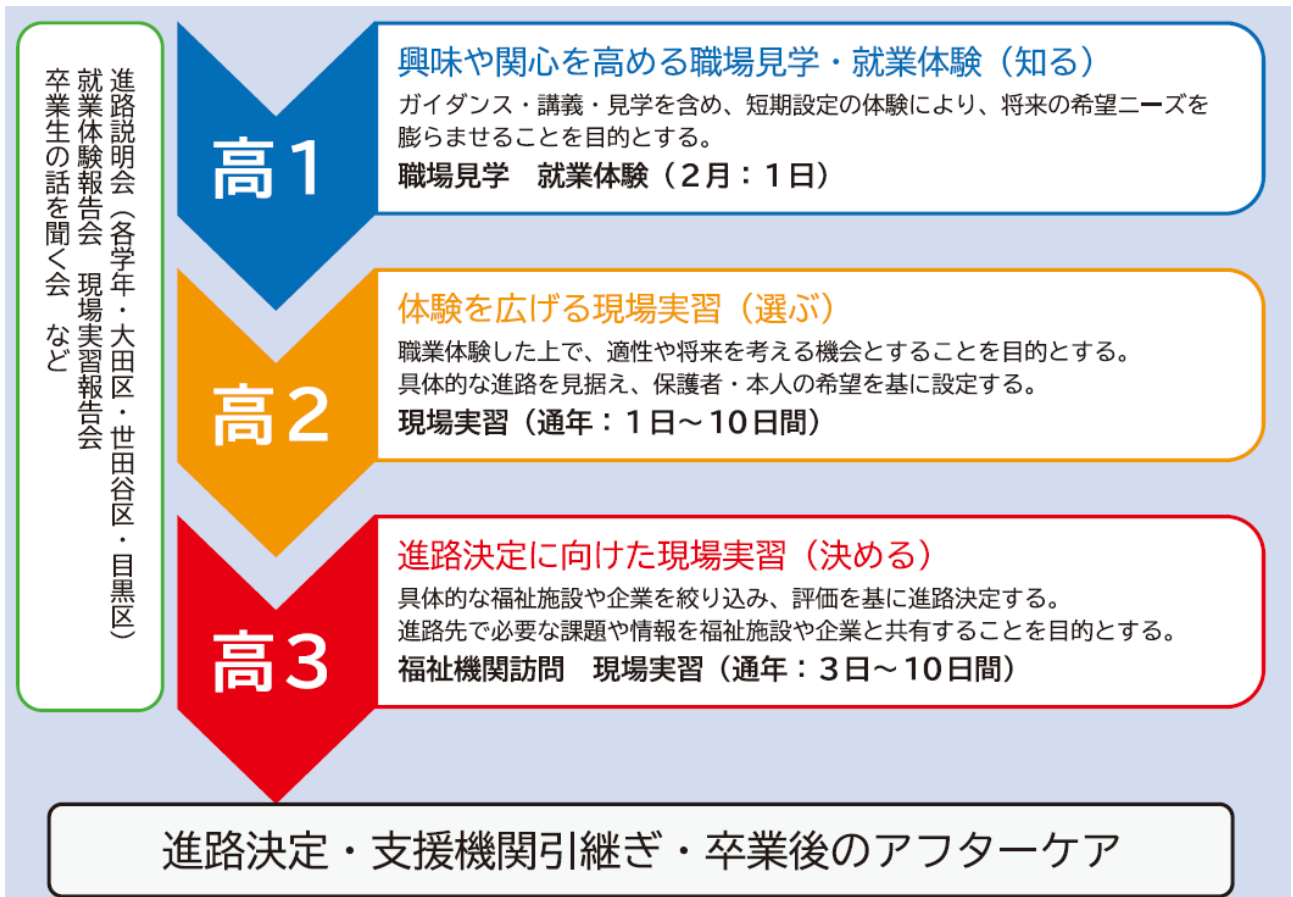 進路説明会（各学年・大田区・世田谷区・目黒区）
就業体験報告会　現場実習報告会
卒業生の話を聞く会　など
高1
興味や関心を高める職場見学・就業体験（知る）
ガイダンス・講義・見学を含め、短期設定の体験により、将来の希望ニーズを
膨らませることを目的とする。
職場見学　就業体験（２月：１日）
高2
体験を広げる現場実習（選ぶ）
職業体験した上で、適性や将来を考える機会とすることを目的とする。
具体的な進路を見据え、保護者・本人の希望を基に設定する。
現場実習（通年：１日～10日間）
高3
進路決定に向けた現場実習（決める）
具体的な福祉施設や企業を絞り込み、評価を基に進路決定する。
進路先で必要な課題や情報を福祉施設や企業と共有することを目的とする。
福祉機関訪問　現場実習（通年：３日～10日間）
進路決定・支援機関引継ぎ・卒業後のアフターケア